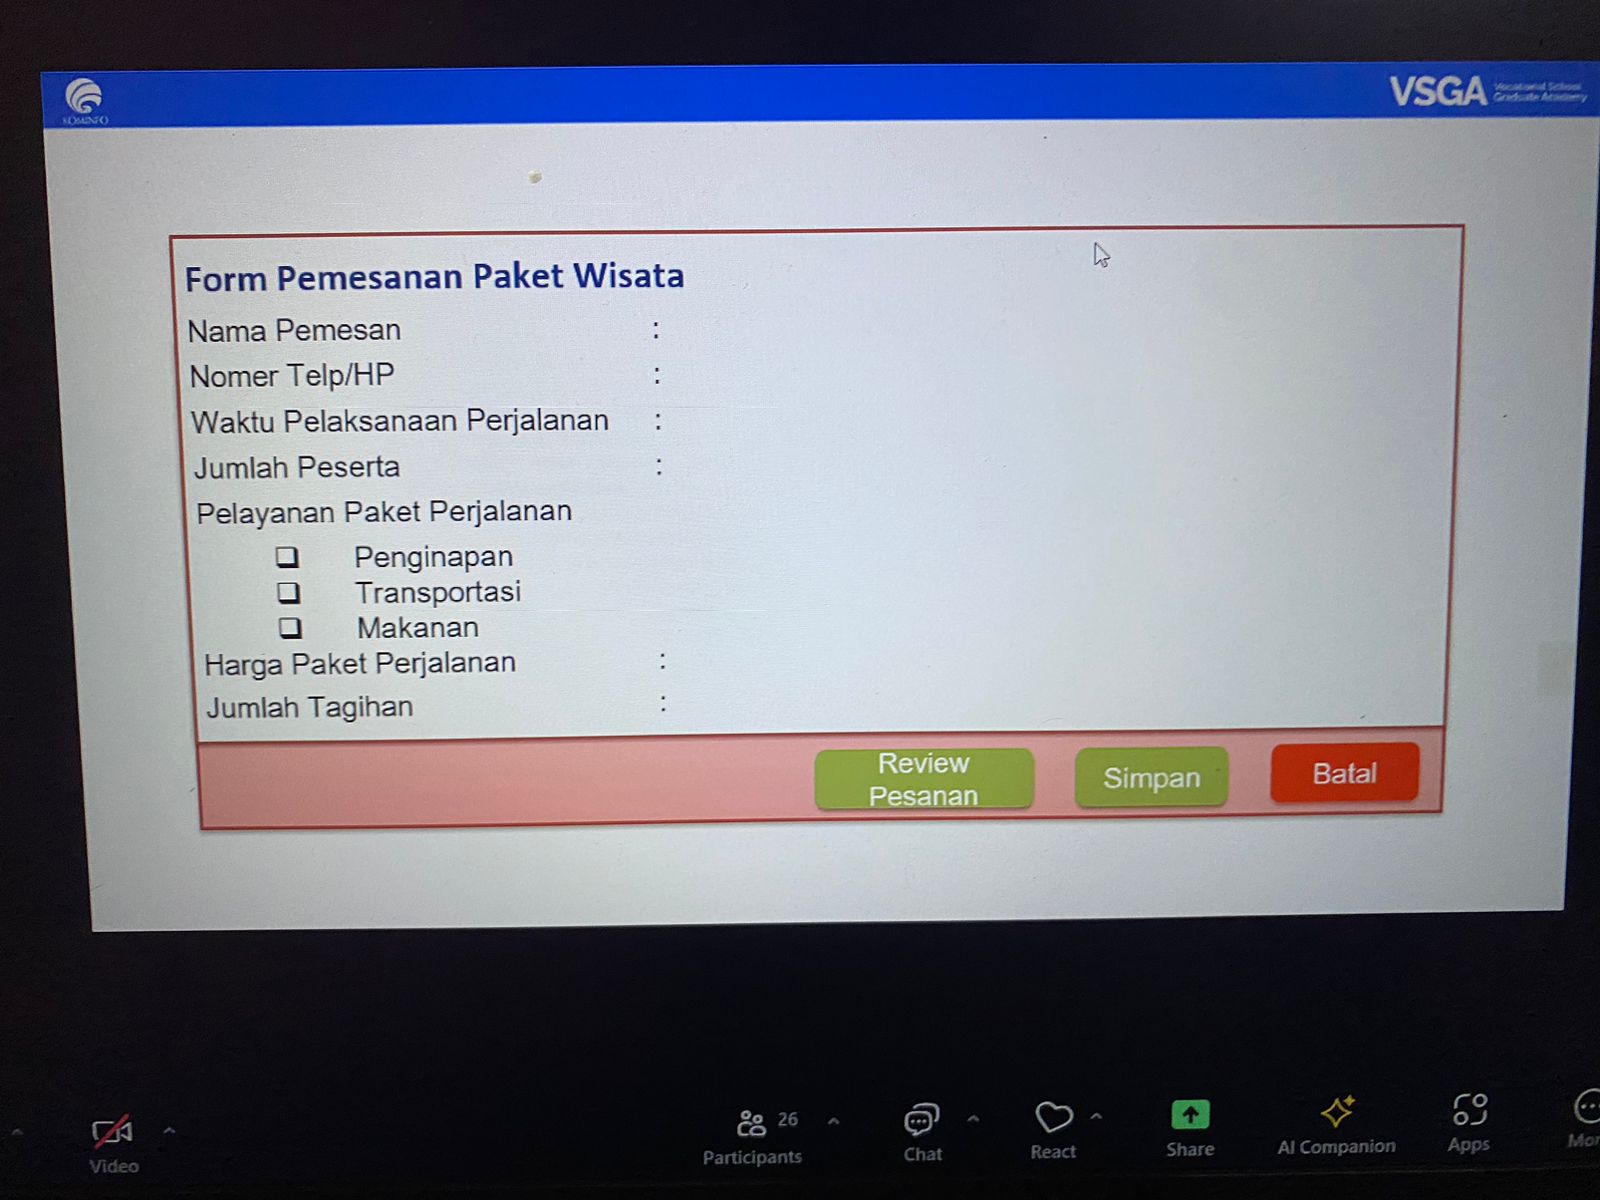 KOMINFO
VSGA Vocational School
Graduate Academy
Form Pemesanan Paket Wisata
Nama Pemesan :
Nomer Telp/HP :
Waktu Pelaksanaan Perjalanan :
Jumlah Peserta :
Pelayanan Paket Perjalanan
❑ Penginapan
❑ Transportasi
❑ Makanan
Harga Paket Perjalanan :
Jumlah Tagihan :
Review
Pesanan
Simpan
Batal
26
Video
Participants
Chat
React
Share
AI Companion
Apps